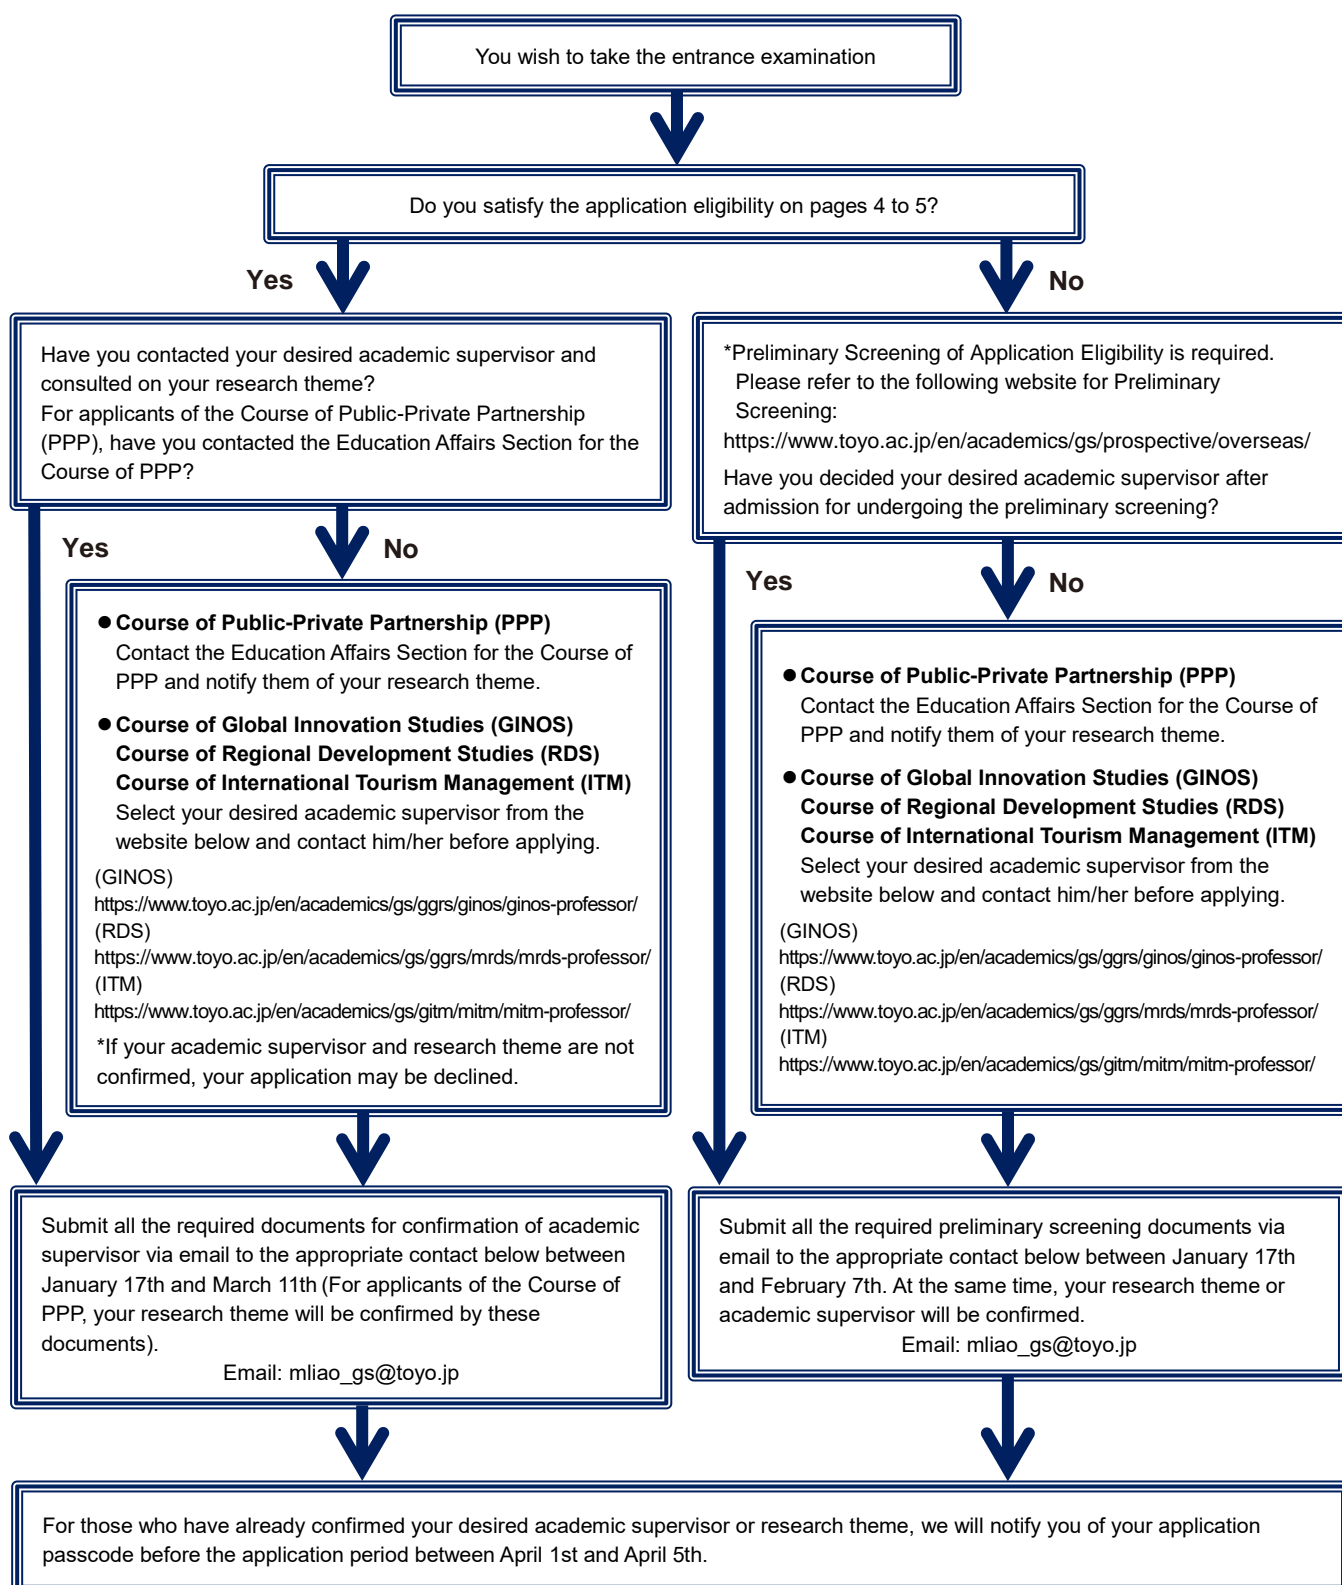 You wish to take the entrance examination
Do you satisfy the application eligibility on pages 4 to 5?
Yes
No
Have you contacted your desired academic supervisor and
consulted on your research theme?
For applicants of the Course of Public-Private Partnership
(PPP), have you contacted the Education Affairs Section for the
Course of PPP?
*Preliminary Screening of Application Eligibility is required.
Please refer to the following website for Preliminary
Screening:
https://www.toyo.ac.jp/en/academics/gs/prospective/overseas/
Have you decided your desired academic supervisor after
admission for undergoing the preliminary screening?
Yes
No
Yes
No
● Course of Public-Private Partnership (PPP)
Contact the Education Affairs Section for the Course of
PPP and notify them of your research theme.
● Course of Global Innovation Studies (GINOS)
Course of Regional Development Studies (RDS)
Course of International Tourism Management (ITM)
Select your desired academic supervisor from the
website below and contact him/her before applying.
(GINOS)
https://www.toyo.ac.jp/en/academics/gs/ggrs/ginos/ginos-professor/
(RDS)
https://www.toyo.ac.jp/en/academics/gs/ggrs/mrds/mrds-professor/
(ITM)
https://www.toyo.ac.jp/en/academics/gs/gitm/mitm/mitm-professor/
*If your academic supervisor and research theme are not
confirmed, your application may be declined.
● Course of Public-Private Partnership (PPP)
Contact the Education Affairs Section for the Course of
PPP and notify them of your research theme.
● Course of Global Innovation Studies (GINOS)
Course of Regional Development Studies (RDS)
Course of International Tourism Management (ITM)
Select your desired academic supervisor from the
website below and contact him/her before applying.
(GINOS)
https://www.toyo.ac.jp/en/academics/gs/ggrs/ginos/ginos-professor/
(RDS)
https://www.toyo.ac.jp/en/academics/gs/ggrs/mrds/mrds-professor/
(ITM)
https://www.toyo.ac.jp/en/academics/gs/gitm/mitm/mitm-professor/
Submit all the required documents for confirmation of academic
supervisor via email to the appropriate contact below between
January 17th and March 11th (For applicants of the Course of
PPP, your research theme will be confirmed by these
documents).
Email: mliao_gs@toyo.jp
Submit all the required preliminary screening documents via
email to the appropriate contact below between January 17th
and February 7th. At the same time, your research theme or
academic supervisor will be confirmed.
Email: mliao_gs@toyo.jp
For those who have already confirmed your desired academic supervisor or research theme, we will notify you of your application
passcode before the application period between April 1st and April 5th.